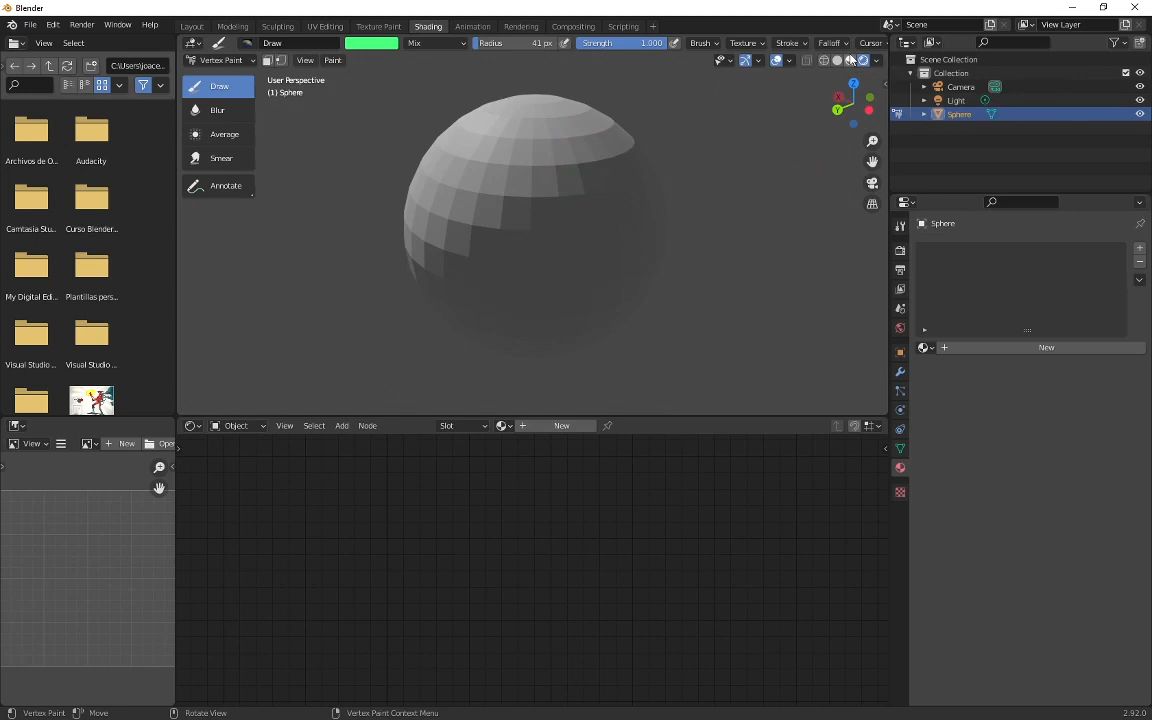 Blender
File Edit Render Window Help Layout Modeling Sculpting UV Editing Texture Paint Shading Animation Rendering Compositing Scripting + Scene View Layer
View Select Draw Mix Radius 41 px Strength 1.000 Brush Texture Stroke Falloff Cursor
C:\Users\joace...
Vertex Paint View Paint
Scene Collection
Collection
Camera
Light
Sphere
Draw
Blur
Average
Smear
Annotate
User Perspective
(1) Sphere
X
Y
Z
Archivos de O...
Audacity
Camtasia Stu...
Curso Blender...
My Digital Edi...
Plantillas pers...
Visual Studio ...
Visual Studio ...
Sphere
New
Object View Select Add Node Slot New
View New Oper
Vertex Paint Move Rotate View Vertex Paint Context Menu 2.92.0